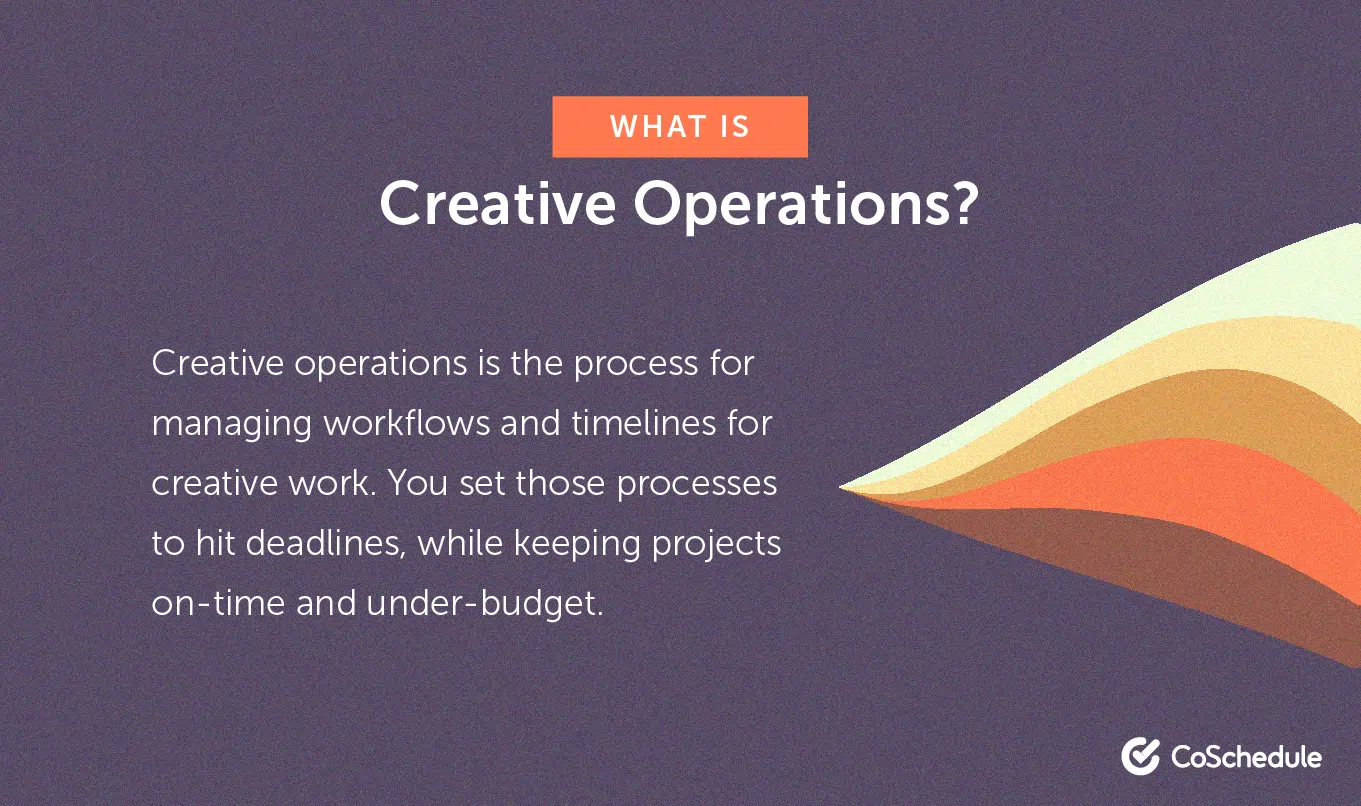 WHAT IS
Creative Operations?
Creative operations is the process for
managing workflows and timelines for
creative work. You set those processes
to hit deadlines, while keeping projects
on-time and under-budget.
CoSchedule